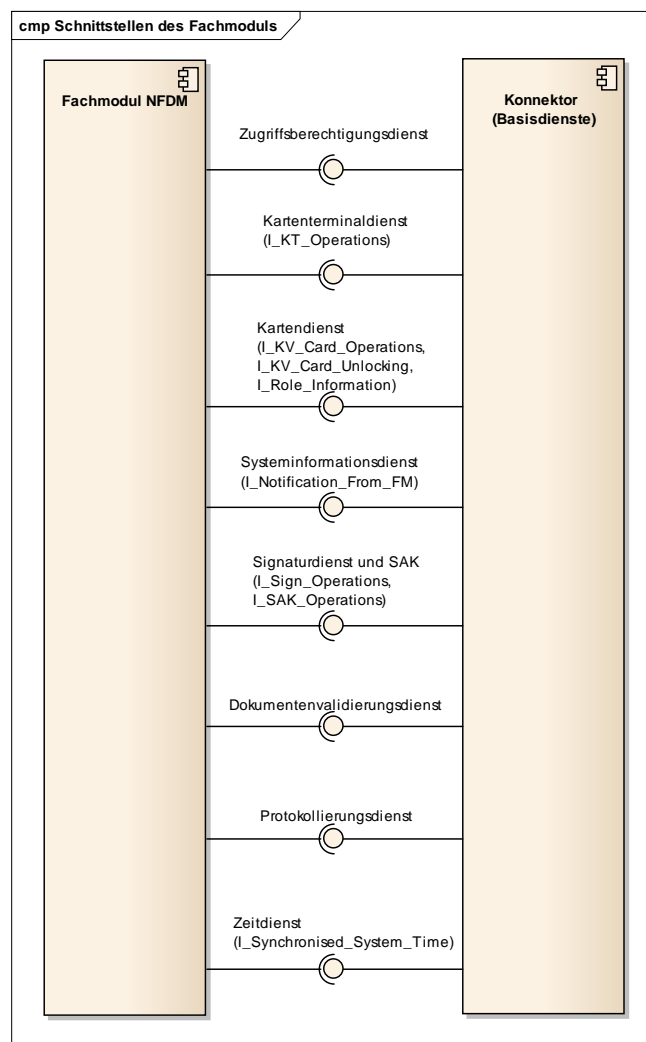 cmp Schnittstellen des Fachmoduls
Fachmodul NFDM
Konnektor
(Basisdienste)
Zugriffsberechtigungsdienst
Kartenterminaldienst
(I_KT_Operations)
Kartendienst
(I_KV_Card_Operations,
I_KV_Card_Unlocking,
I_Role_Information)
Systeminformationsdienst
(I_Notification_From_FM)
Signaturdienst und SAK
(I_Sign_Operations,
I_SAK_Operations)
Dokumentenvalidierungsdienst
Protokollierungsdienst
Zeitdienst
(I_Synchronised_System_Time)